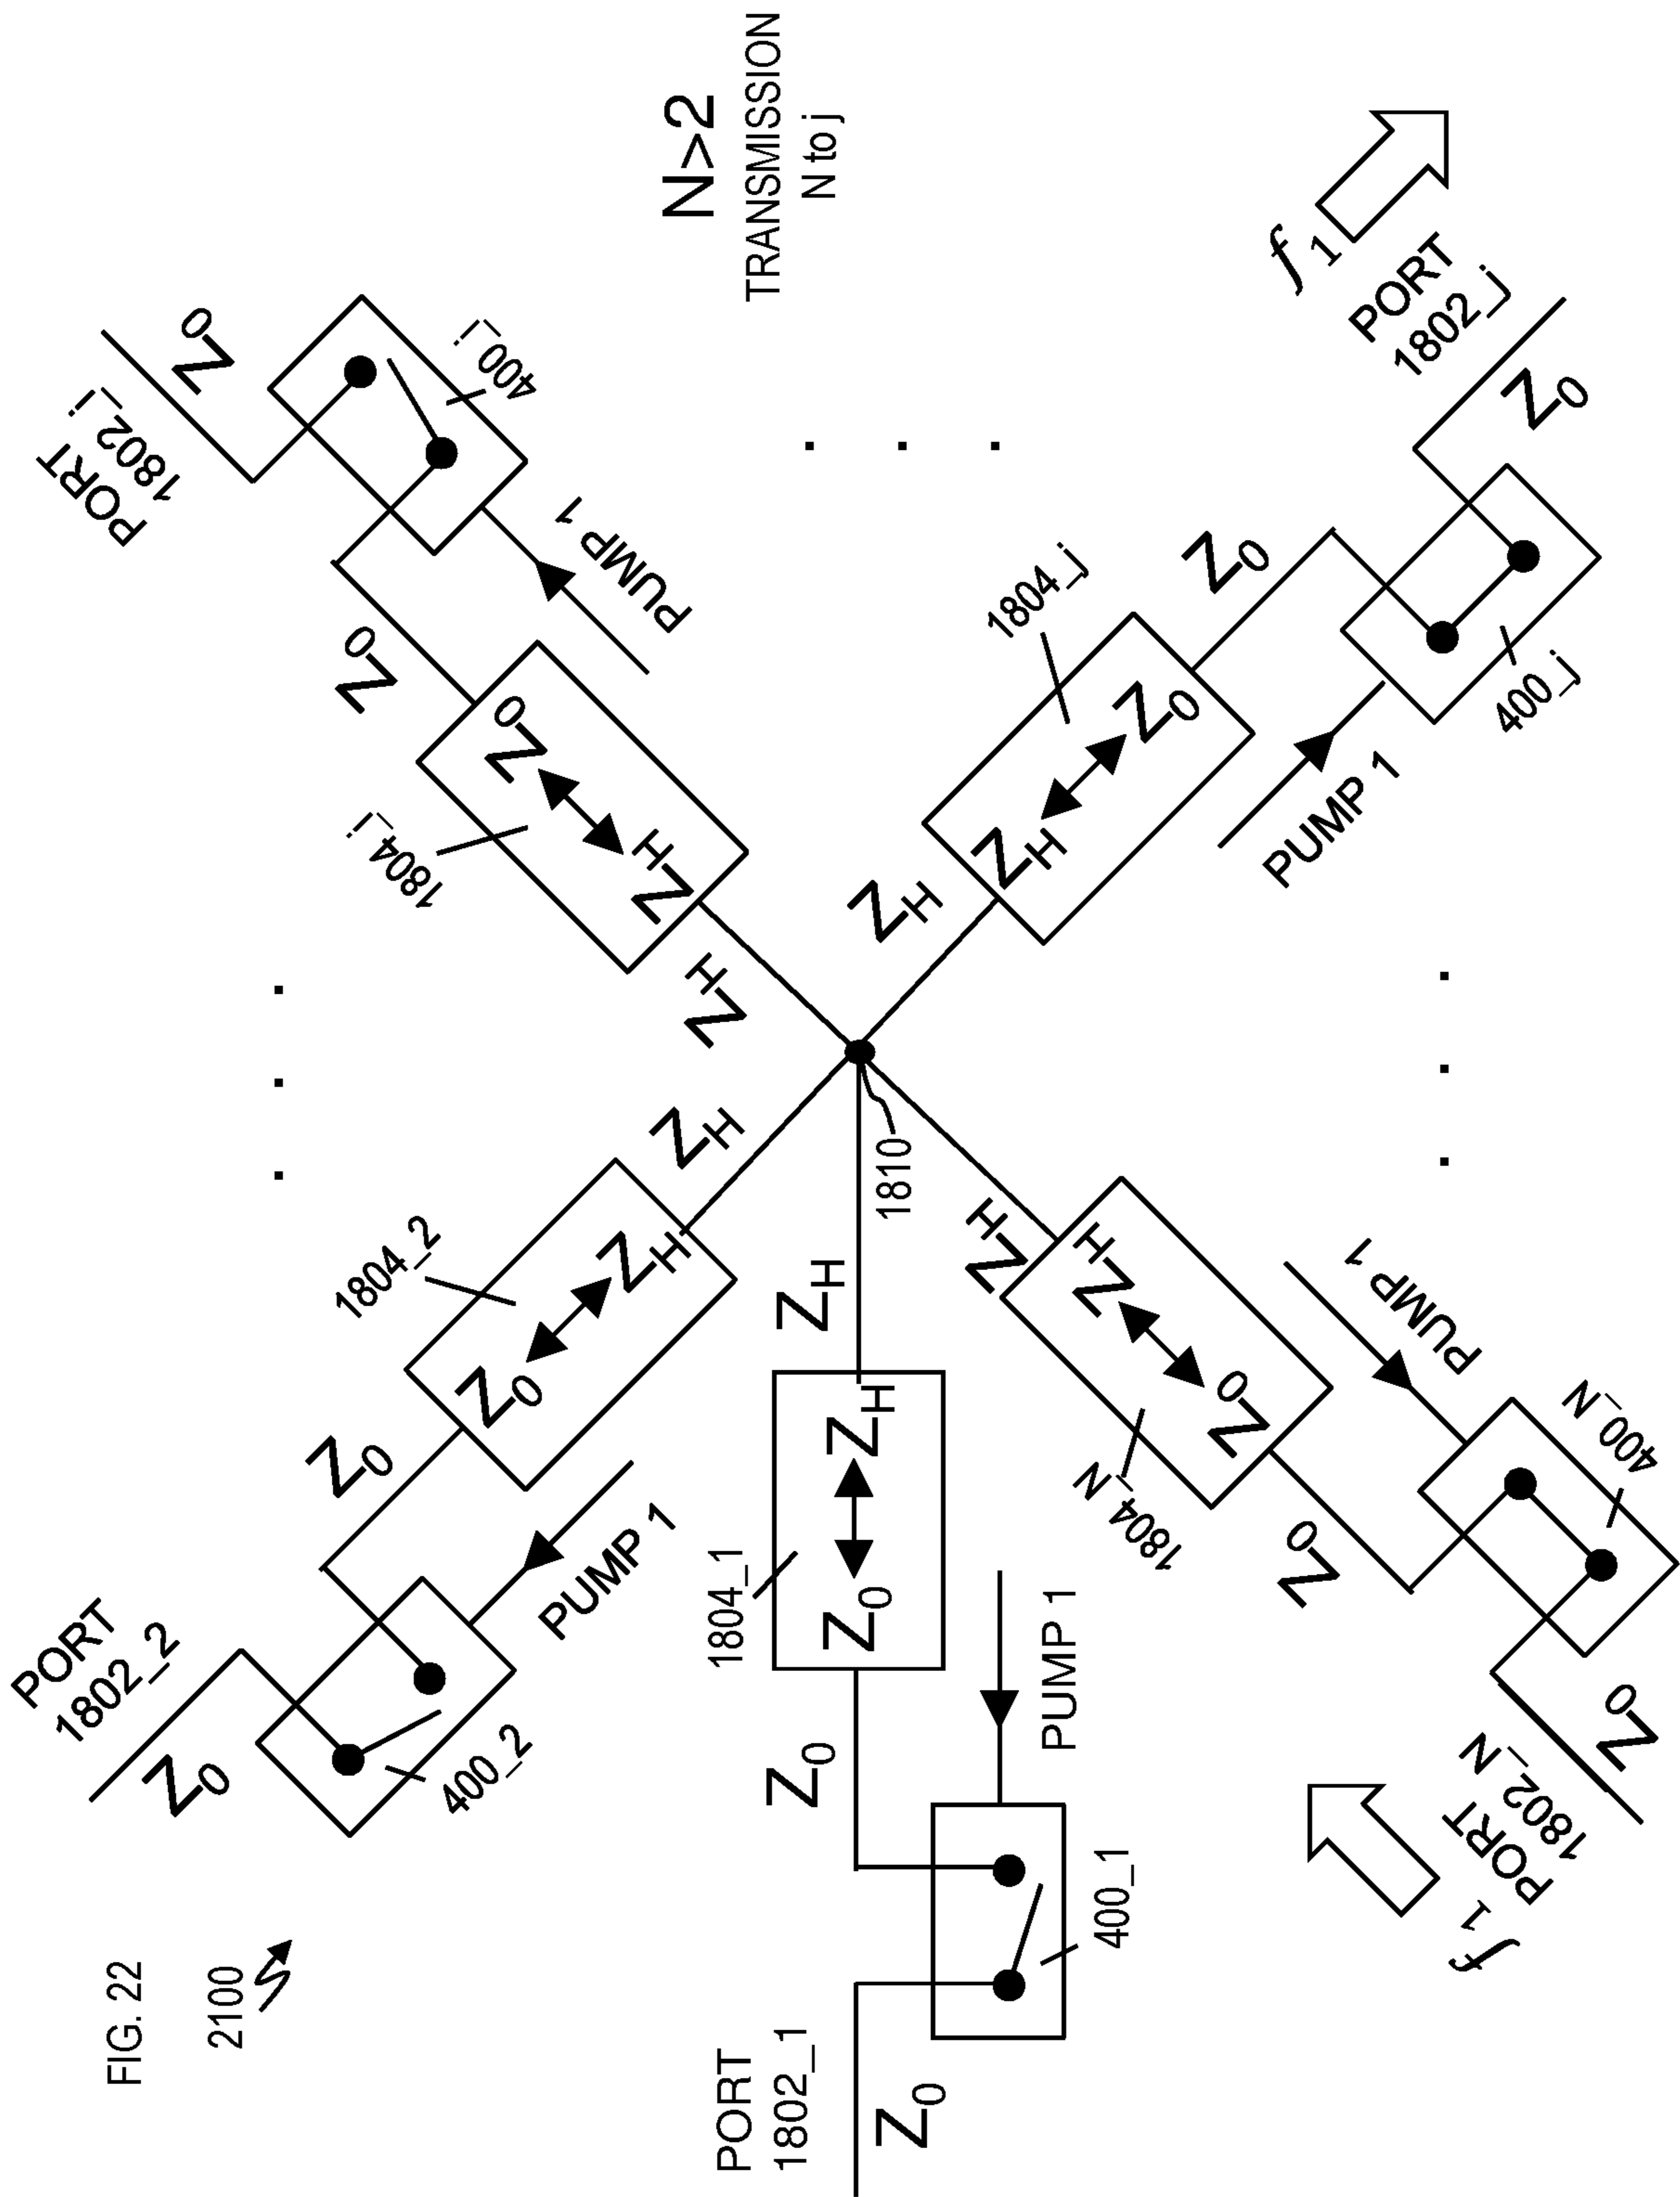 FIG. 22
2100
N>2
TRANSMISSION
N to j
PORT
1802_1
Z0
400_1
PUMP 1
Z0
1804_1
Z0
ZH
ZH
1810
PORT
1802_2
Z0
400_2
PUMP 1
Z0
1804_2
Z0
ZH
ZH
PORT
1802_i
Z0
400_i
PUMP 1
Z0
1804_i
Z0
ZH
ZH
f1
PORT
1802_j
Z0
400_j
PUMP 1
Z0
1804_j
Z0
ZH
ZH
f1
PORT
1802_N
Z0
400_N
PUMP 1
Z0
1804_N
Z0
ZH
ZH